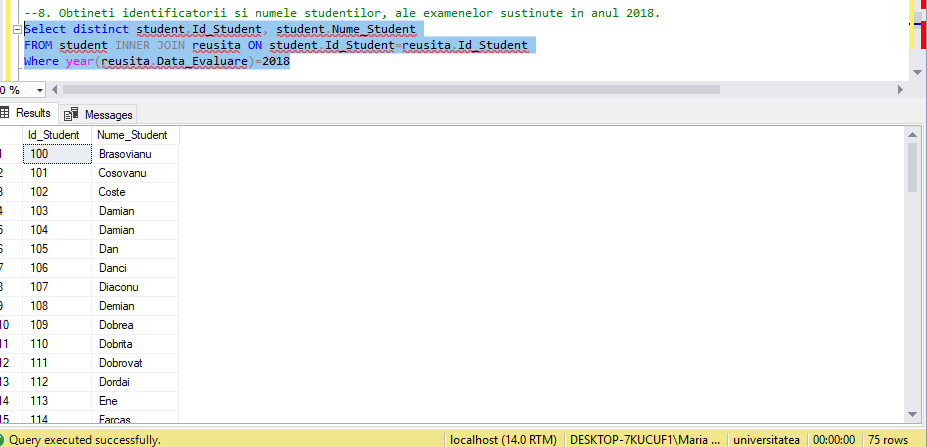 --8. Obtineti identificatorii si numele studentilor, ale examenelor sustinute in anul 2018.
Select distinct student.Id_Student, student.Nume_Student
FROM student INNER JOIN reusita ON student.Id_Student=reusita.Id_Student
Where year(reusita.Data_Evaluare)=2018
0 %
Results Messages
Id_Student Nume_Student
1 100 Brasovianu
2 101 Cosovanu
3 102 Coste
4 103 Damian
5 104 Damian
6 105 Dan
7 106 Danci
8 107 Diaconu
9 108 Demian
10 109 Dobrea
11 110 Dobrita
12 111 Dobrovat
13 112 Dordai
14 113 Ene
15 114 Farcas
Query executed successfully. localhost (14.0 RTM) DESKTOP-7KUCUF1\Maria ... universitatea 00:00:00 75 rows